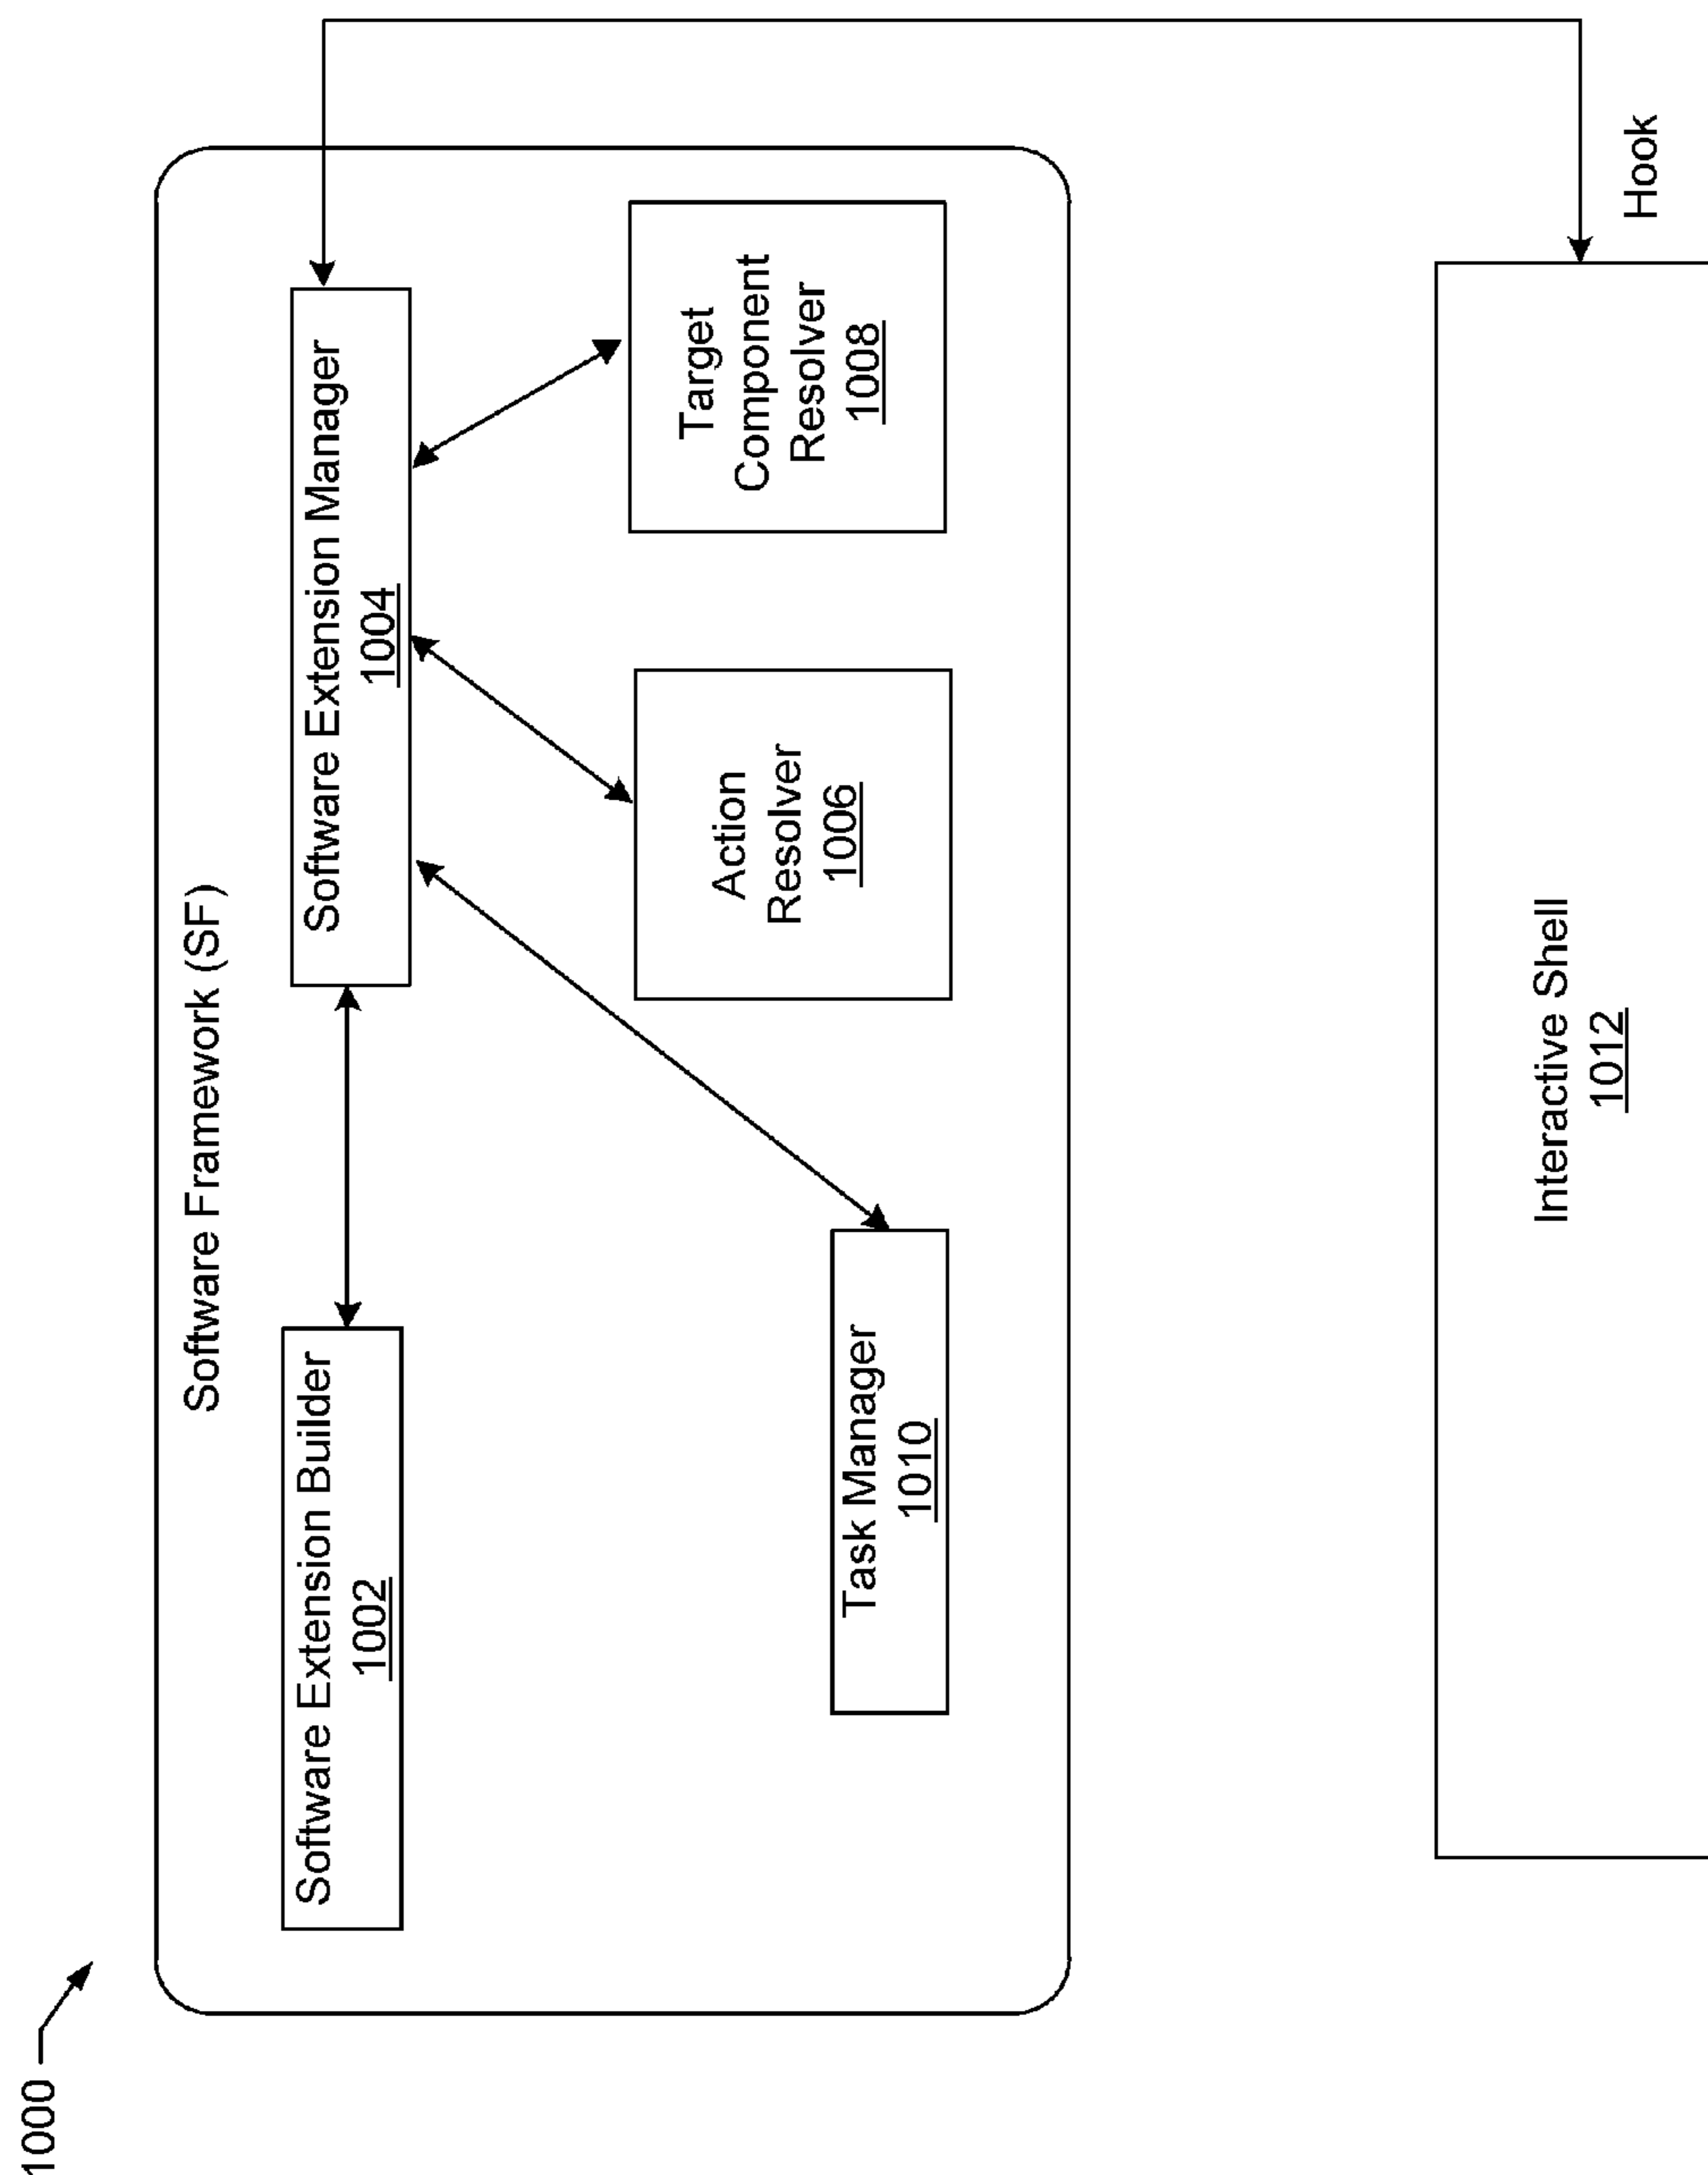 1000
Software Framework (SF)
Software Extension Builder
1002
Software Extension Manager
1004
Task Manager
1010
Action
Resolver
1006
Target
Component
Resolver
1008
Interactive Shell
1012
Hook